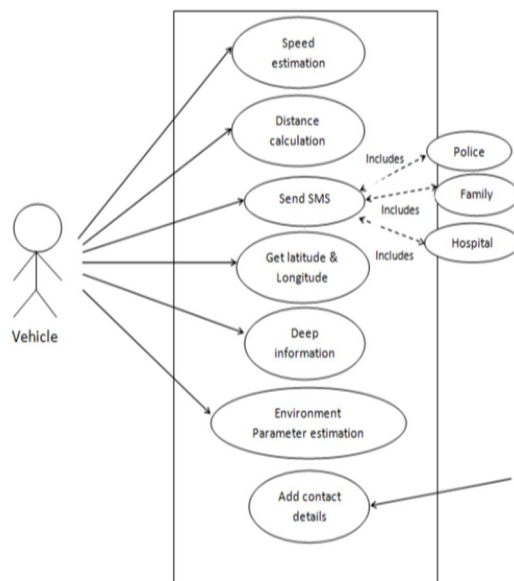 Speed
estimation
Distance
calculation
Includes
Police
Send SMS
Family
Includes
Hospital
Get latitude &
Longitude
Includes
Vehicle
Deep
information
Environment
Parameter estimation
Add contact
details